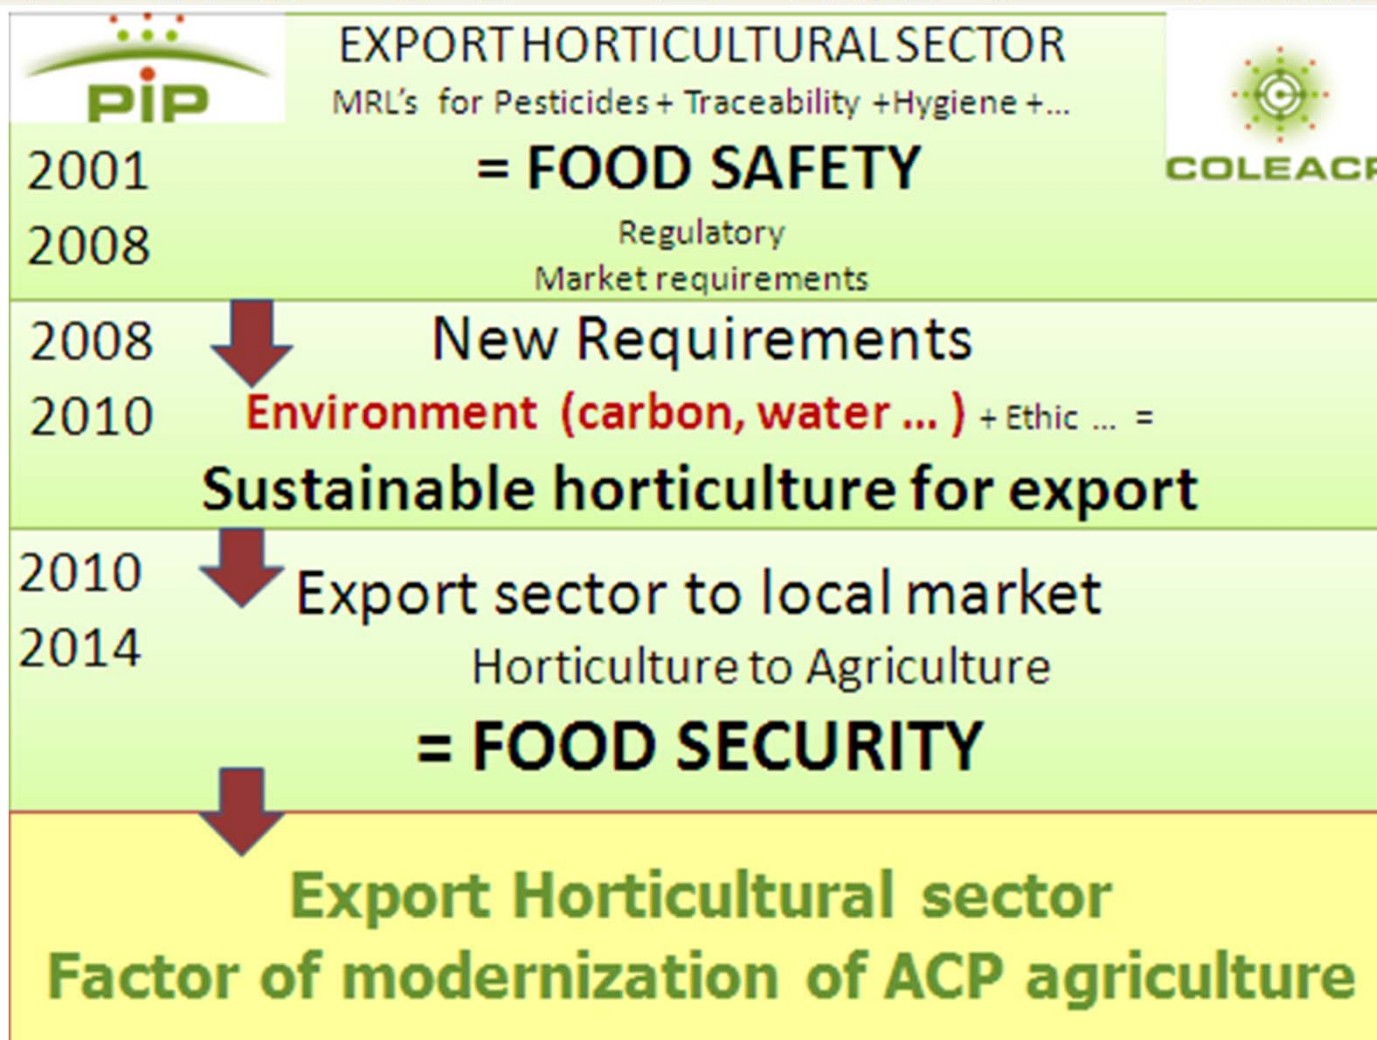 PiP
COLEACP
EXPORT HORTICULTURAL SECTOR
MRL's for Pesticides + Traceability +Hygiene +...
2001
= FOOD SAFETY
2008
Regulatory
Market requirements
2008
New Requirements
2010
Environment (carbon, water ... ) + Ethic ... =
Sustainable horticulture for export
2010
Export sector to local market
2014
Horticulture to Agriculture
= FOOD SECURITY
Export Horticultural sector
Factor of modernization of ACP agriculture